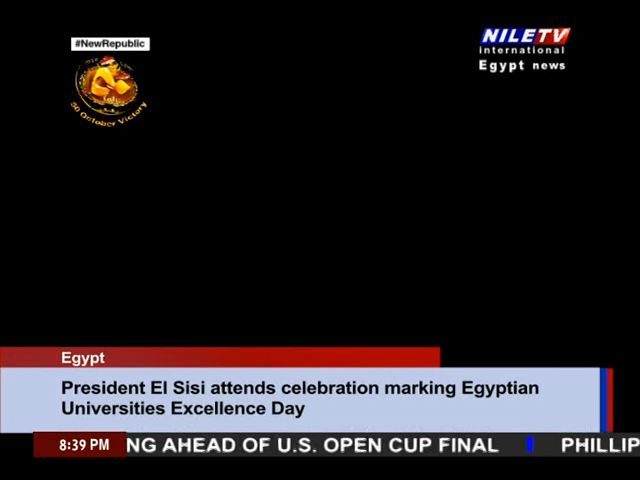 #NewRepublic
50 October Victory
NILETV
international
Egypt news
Egypt
President El Sisi attends celebration marking Egyptian
Universities Excellence Day
8:39 PM
NG AHEAD OF U.S. OPEN CUP FINAL
PHILLIP